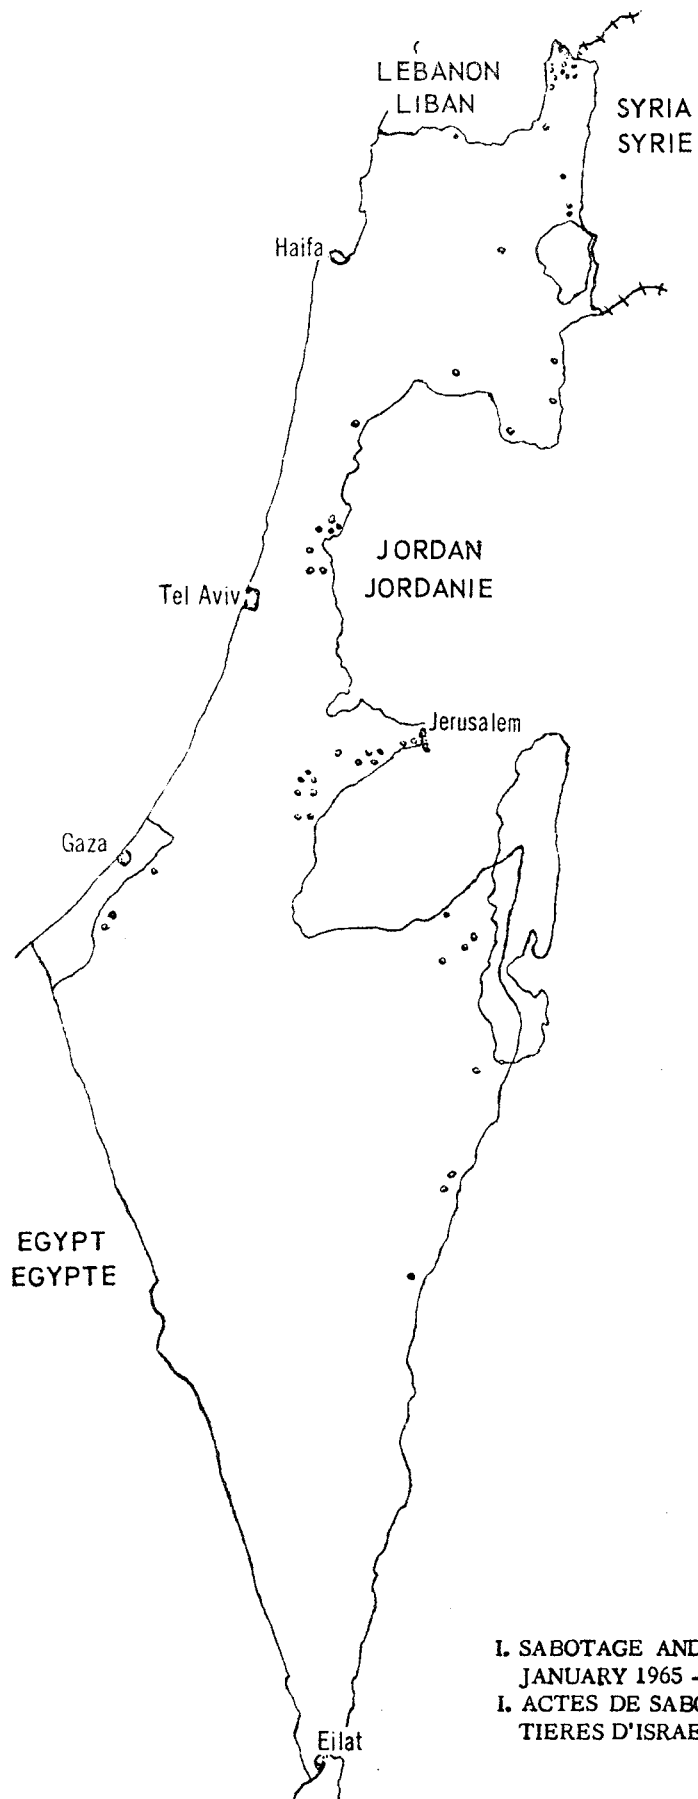 LEBANON
LIBAN
SYRIA
SYRIE
Haifa
JORDAN
JORDANIE
Tel Aviv
Jerusalem
Gaza
EGYPT
EGYPTE
I. SABOTAGE AND
JANUARY 1965 -
I. ACTES DE SABO
TIERES D'ISRAE
Eilat